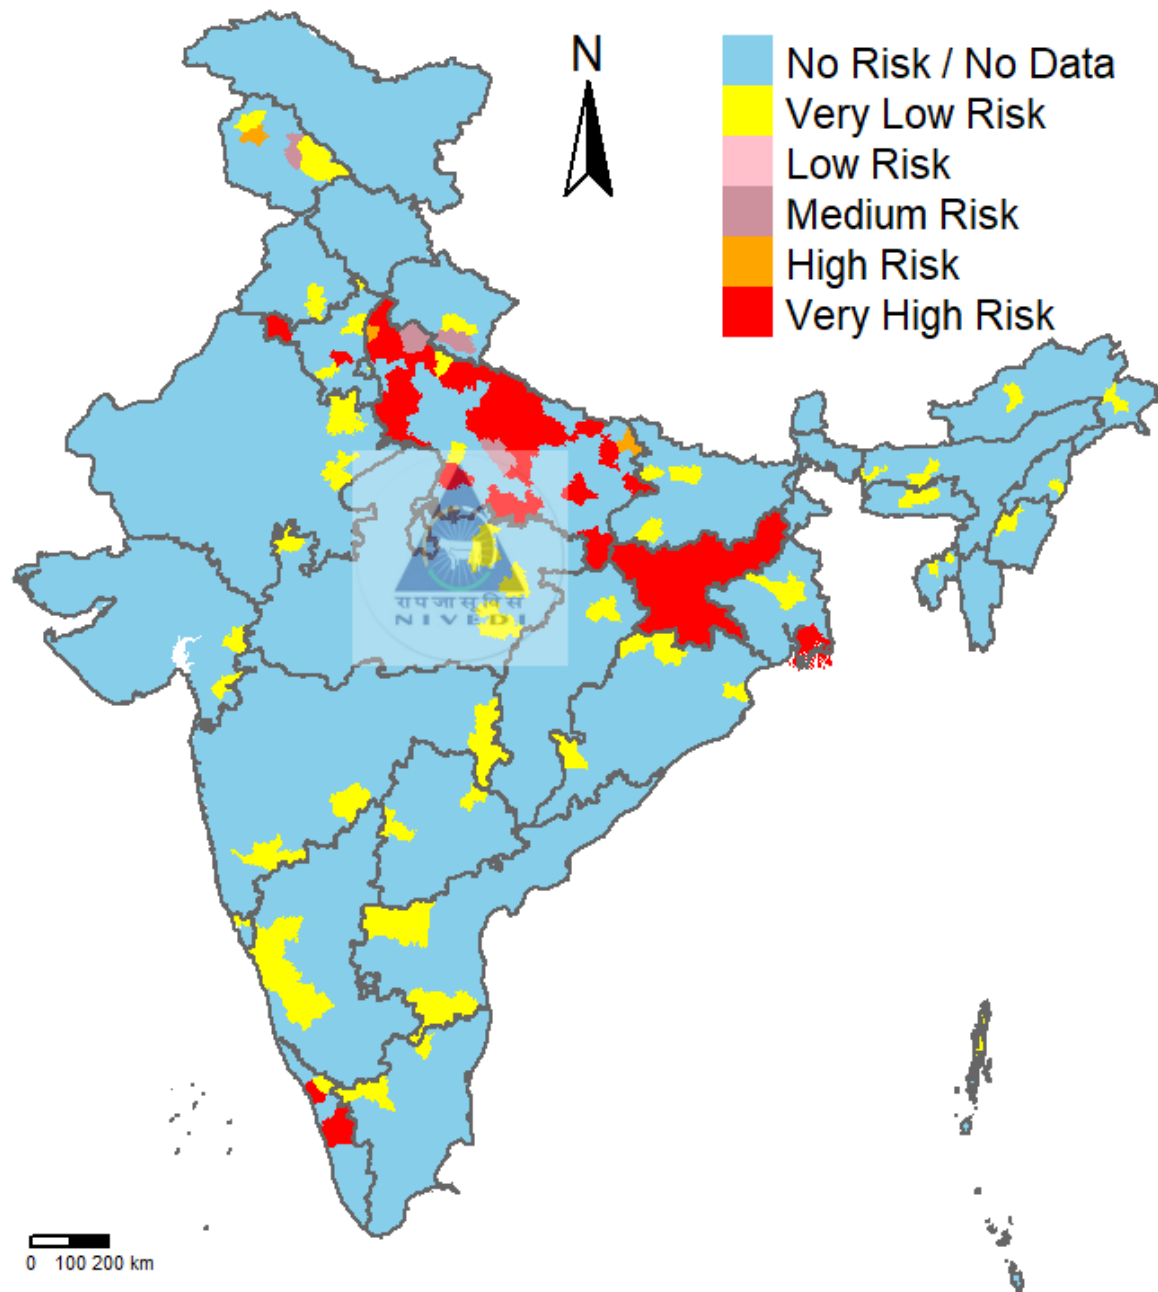 N
No Risk / No Data
Very Low Risk
Low Risk
Medium Risk
High Risk
Very High Risk
रा प जा सू वि सं
NIVEDI
0 100 200 km